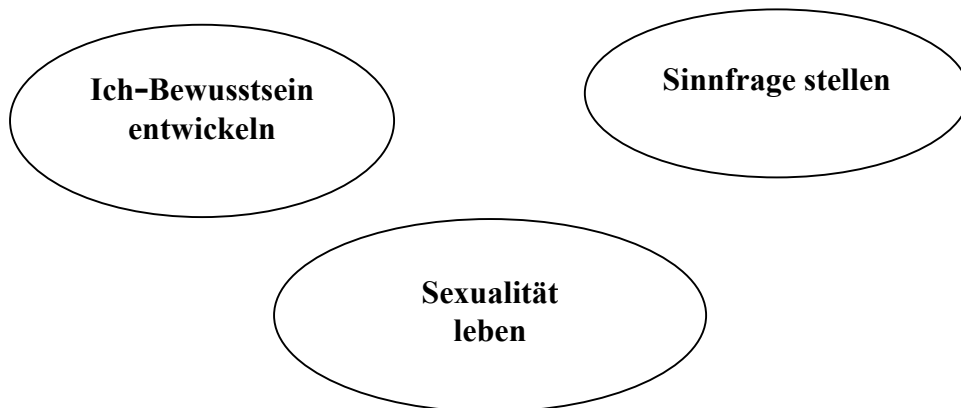 Ich-Bewusstsein
entwickeln
Sinnfrage stellen
Sexualität
leben